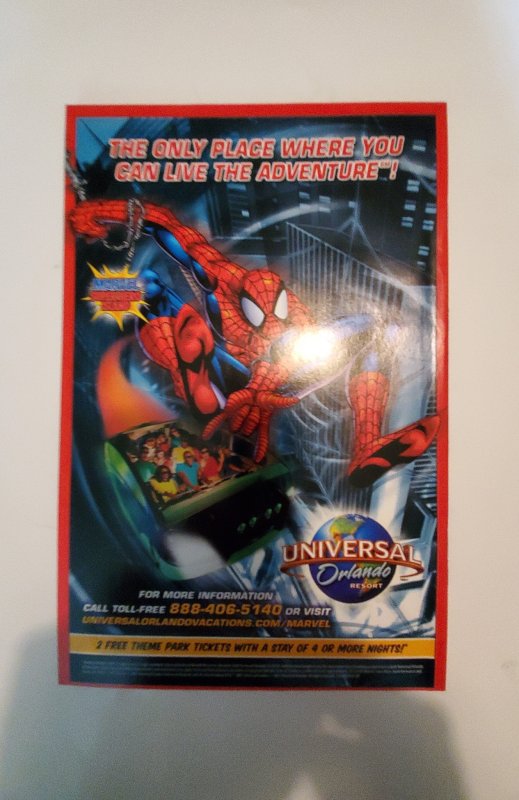 THE ONLY PLACE WHERE YOU
CAN LIVE THE ADVENTURE℠!
MARVEL
UNIVERSAL
Orlando
RESORT
FOR MORE INFORMATION
CALL TOLL-FREE 888-406-5140 OR VISIT
UNIVERSALORLANDOVACATIONS.COM/MARVEL
2 FREE THEME PARK TICKETS WITH A STAY OF 4 OR MORE NIGHTS!*